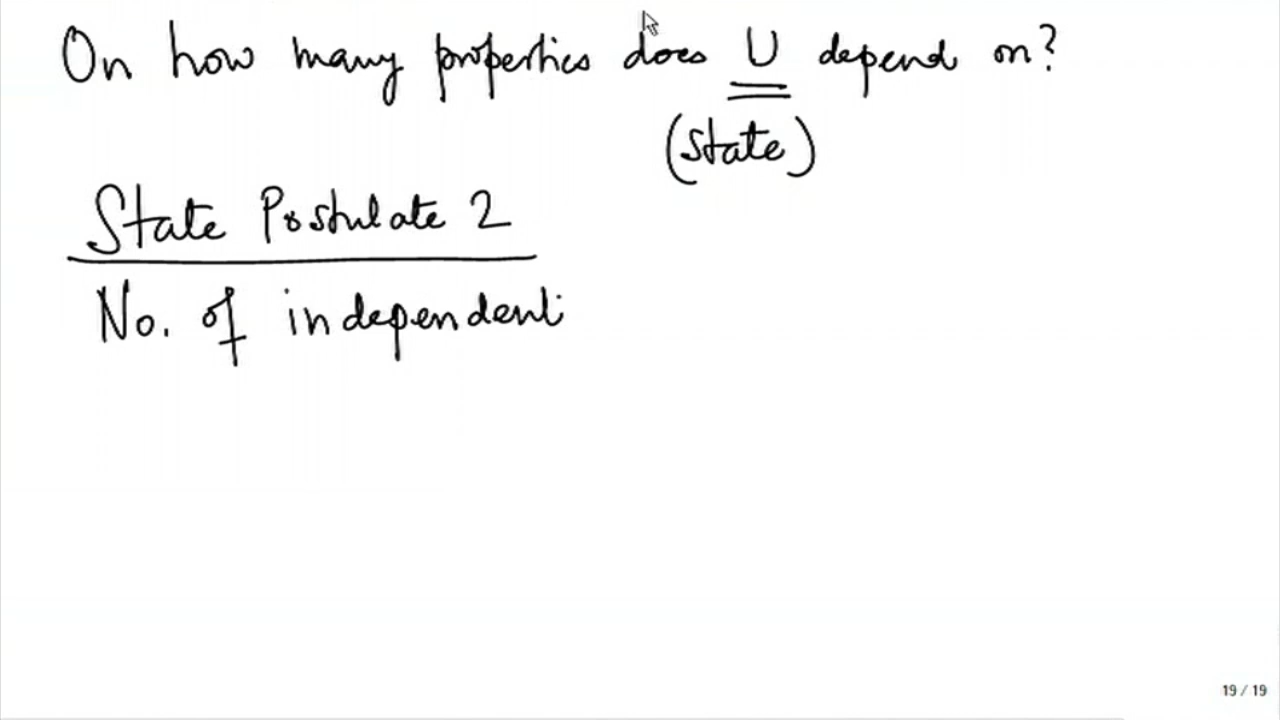 On how many properties does U depend on?
(state)
State Postulate 2
No. of independent
19 / 19